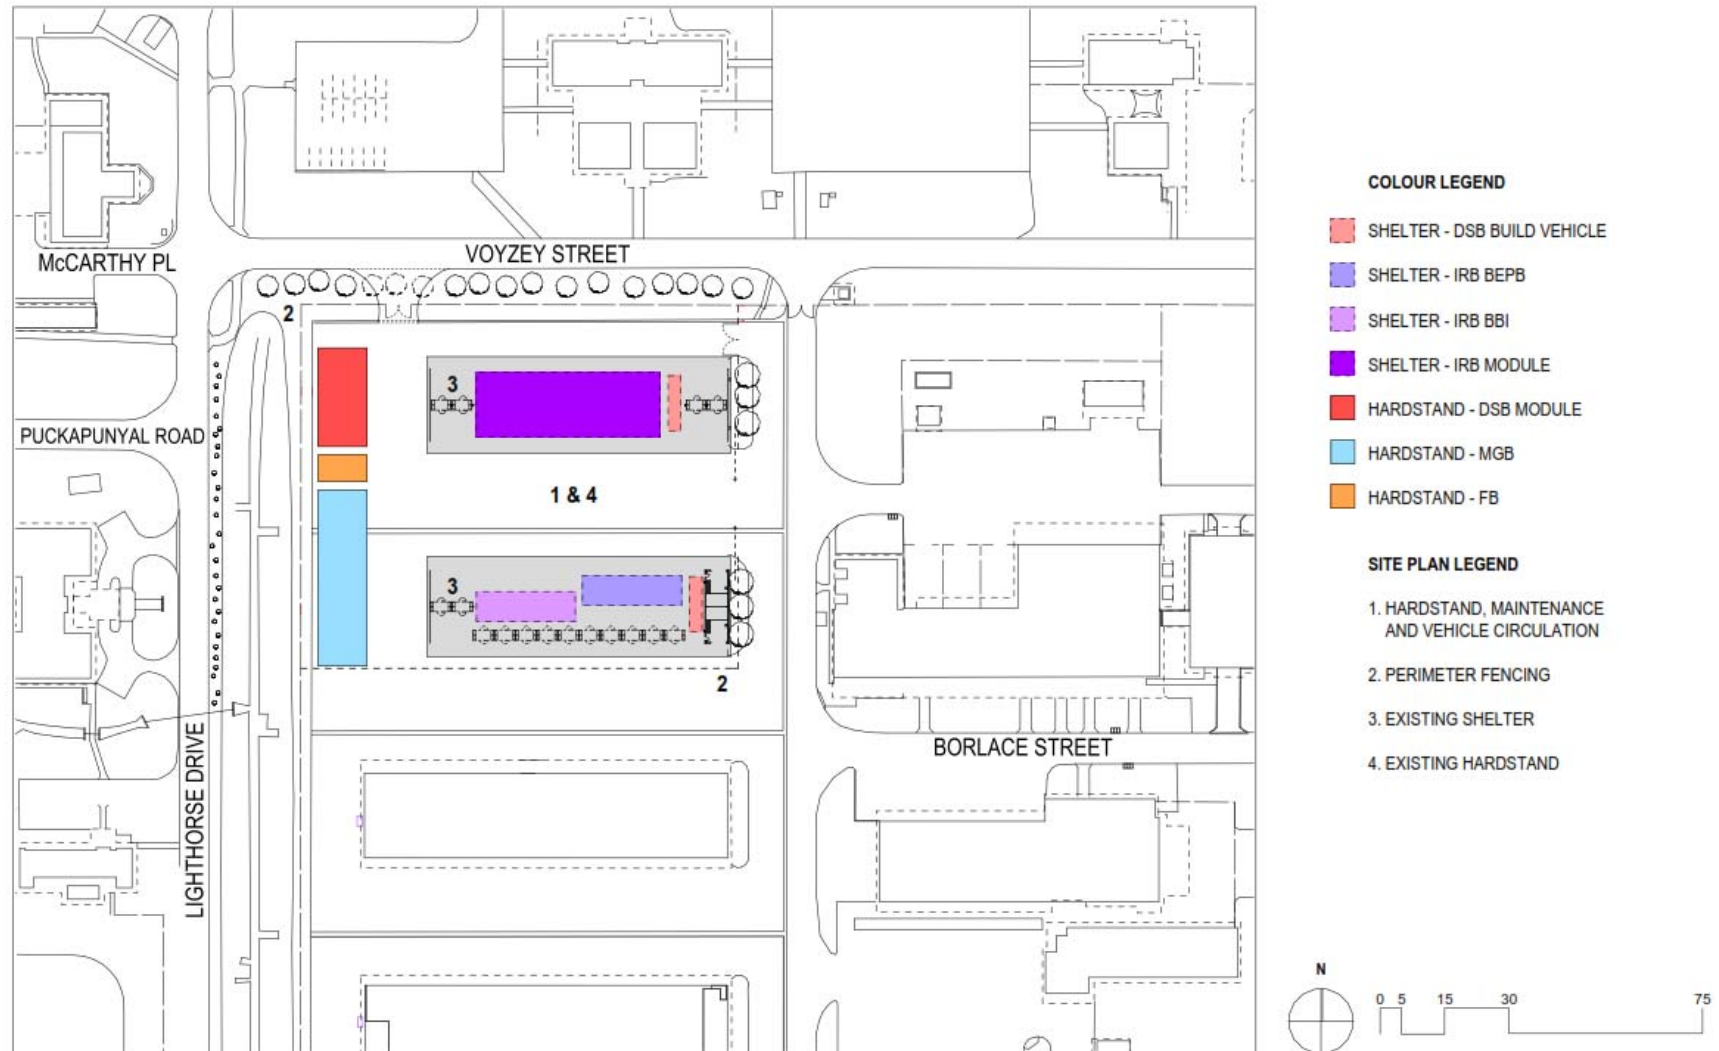 McCARTHY PL
VOYZEY STREET
2
3
PUCKAPUNYAL ROAD
1 & 4
3
2
LIGHTHORSE DRIVE
BORLACE STREET
COLOUR LEGEND
SHELTER - DSB BUILD VEHICLE
SHELTER - IRB BEPB
SHELTER - IRB BBI
SHELTER - IRB MODULE
HARDSTAND - DSB MODULE
HARDSTAND - MGB
HARDSTAND - FB
SITE PLAN LEGEND
1. HARDSTAND, MAINTENANCE
AND VEHICLE CIRCULATION
2. PERIMETER FENCING
3. EXISTING SHELTER
4. EXISTING HARDSTAND
N
0 5 15 30 75